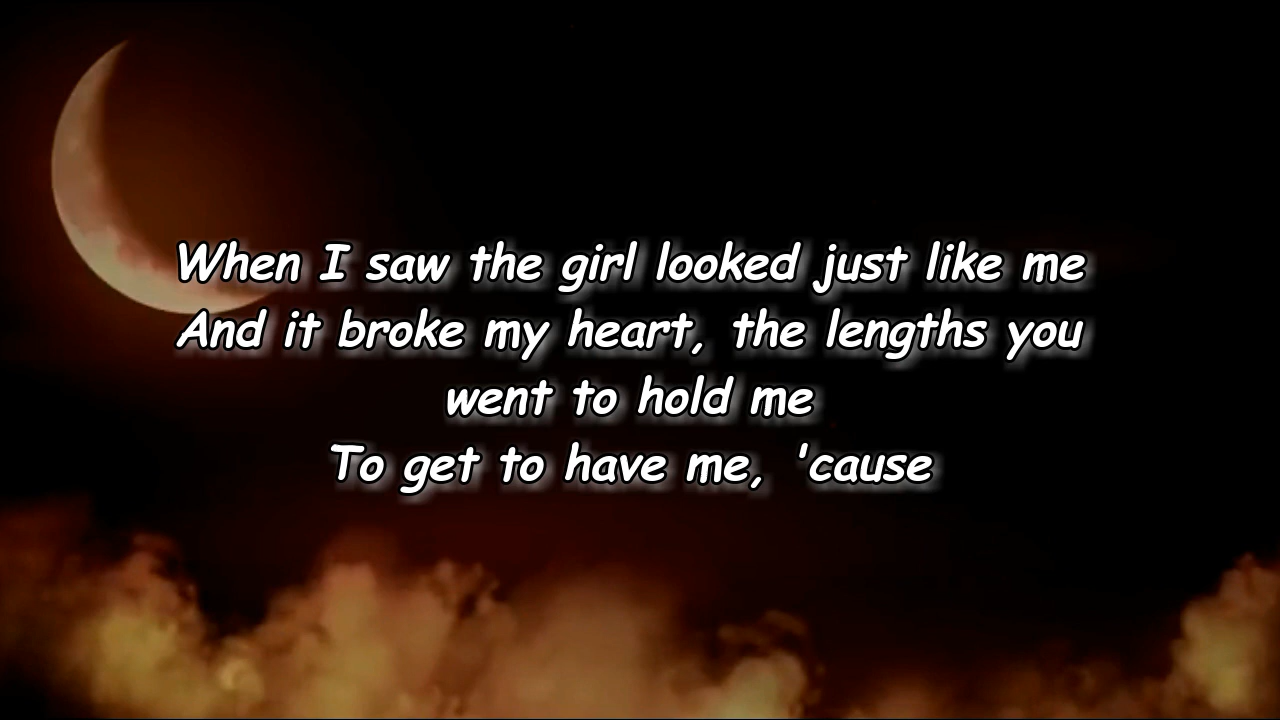 When I saw the girl looked just like me
And it broke my heart, the lengths you
went to hold me
To get to have me, 'cause